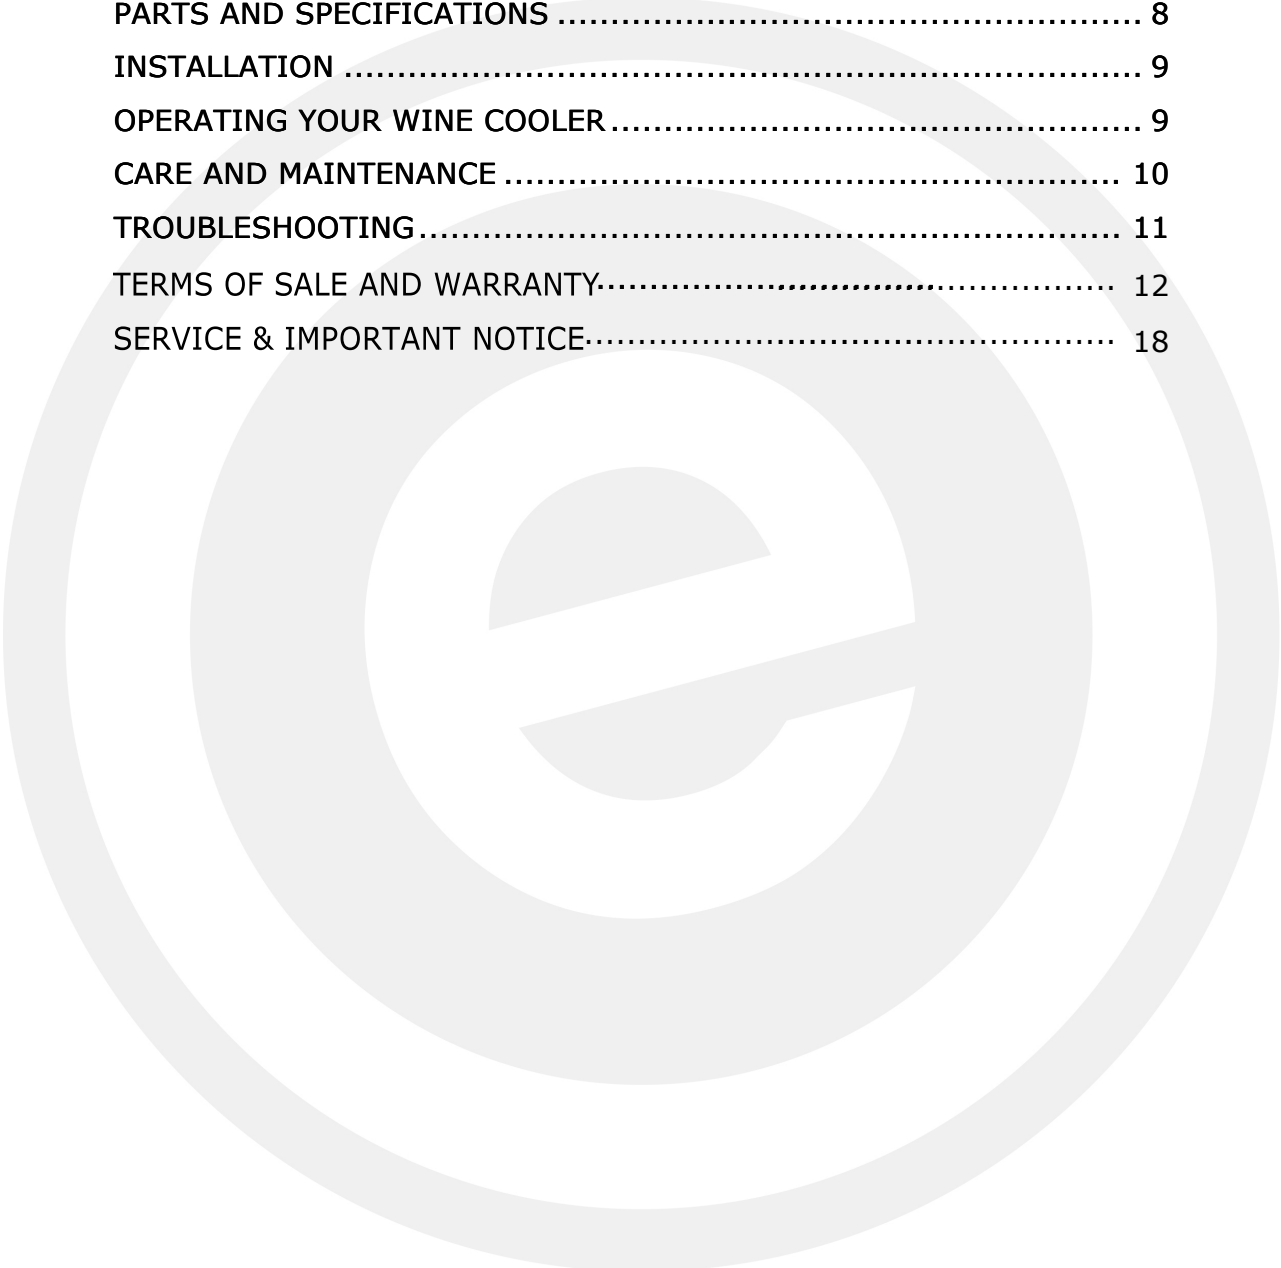 PARTS AND SPECIFICATIONS ....................................................... 8
INSTALLATION ........................................................................... 9
OPERATING YOUR WINE COOLER .................................................. 9
CARE AND MAINTENANCE .......................................................... 10
TROUBLESHOOTING .................................................................. 11
TERMS OF SALE AND WARRANTY .................................................. 12
SERVICE & IMPORTANT NOTICE ................................................... 18
e